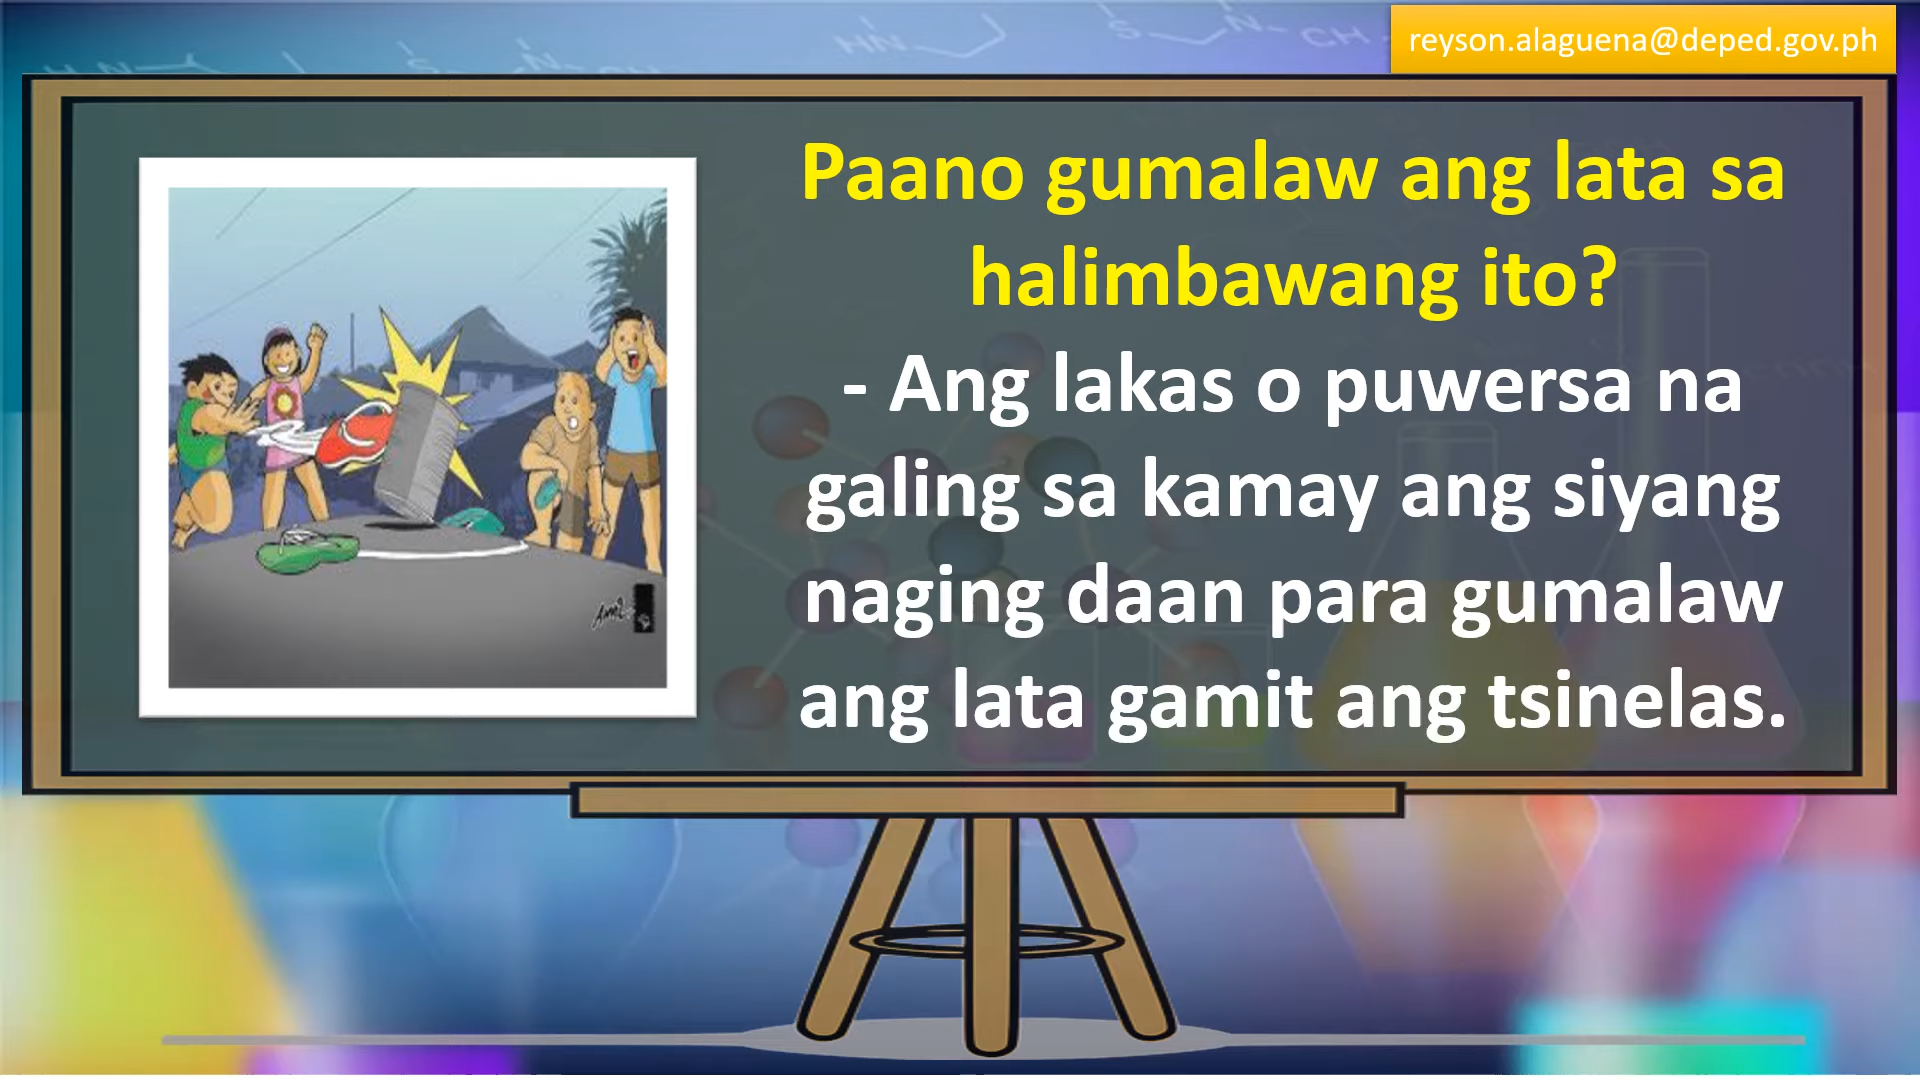 reyson.alaguena@deped.gov.ph
Paano gumalaw ang lata sa
halimbawang ito?
- Ang lakas o puwersa na
galing sa kamay ang siyang
naging daan para gumalaw
ang lata gamit ang tsinelas.